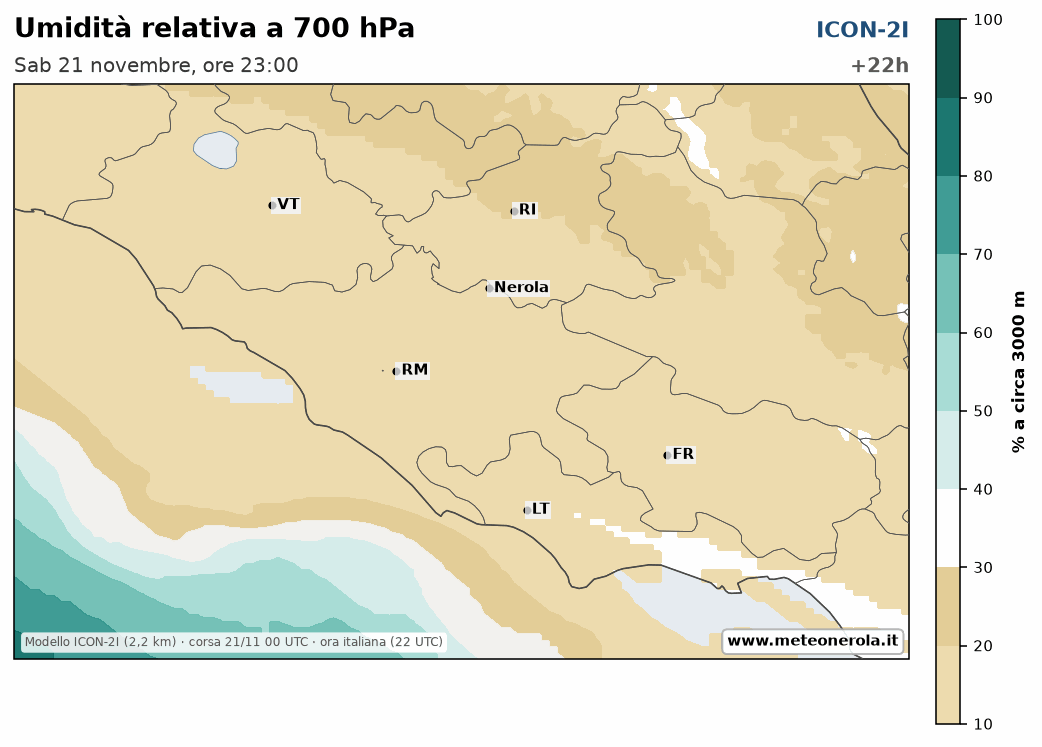 Umidità relativa a 700 hPa
ICON-2I
Sab 21 novembre, ore 23:00
+22h
100
90
80
70
60
50
40
30
20
10
% a circa 3000 m
VT
RI
Nerola
RM
FR
LT
Modello ICON-2I (2,2 km) · corsa 21/11 00 UTC · ora italiana (22 UTC)
www.meteonerola.it